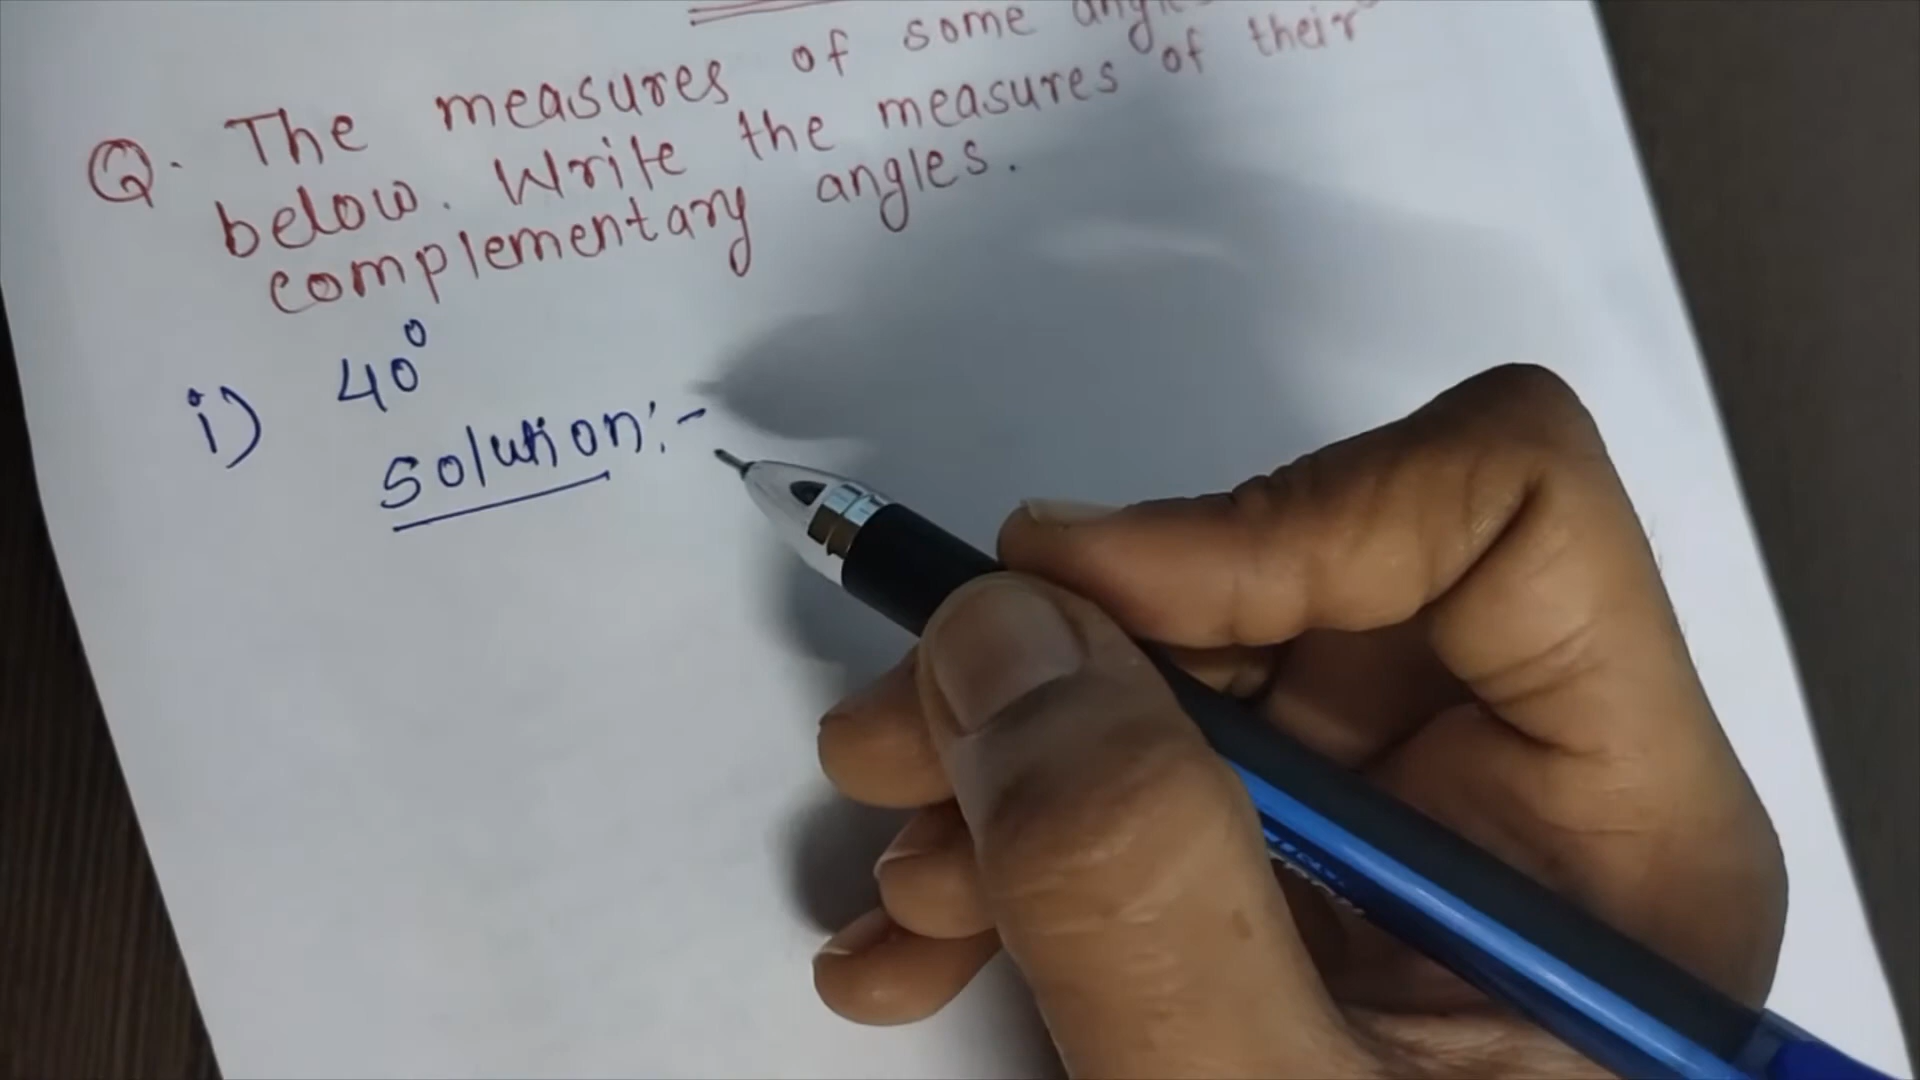 Q. The measures of some
below. Write the measures of their
complementary angles.
i) 40°
Solution:-